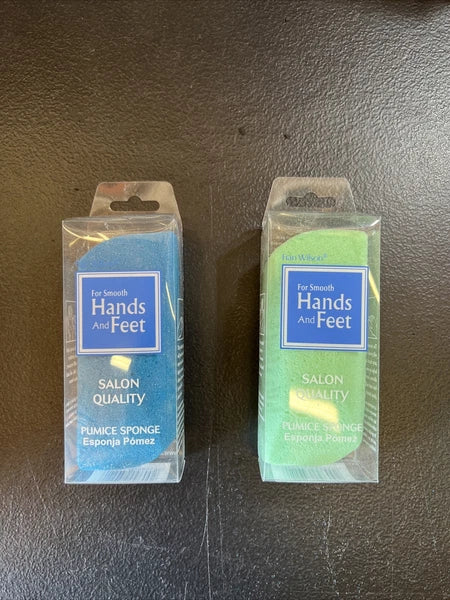 For Smooth
Hands
And Feet
SALON
QUALITY
PUMICE SPONGE
Esponja Pómez
Fran Wilson
For Smooth
Hands
And Feet
SALON
QUALITY
PUMICE SPONGE
Esponja Pómez